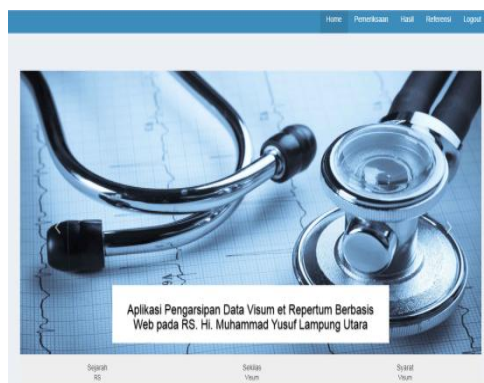 Home Pemeriksaan Hasil Referensi Logout
Aplikasi Pengarsipan Data Visum et Repertum Berbasis
Web pada RS. Hi. Muhammad Yusuf Lampung Utara
Sejarah Sekilas Syarat
RS Visum Visum